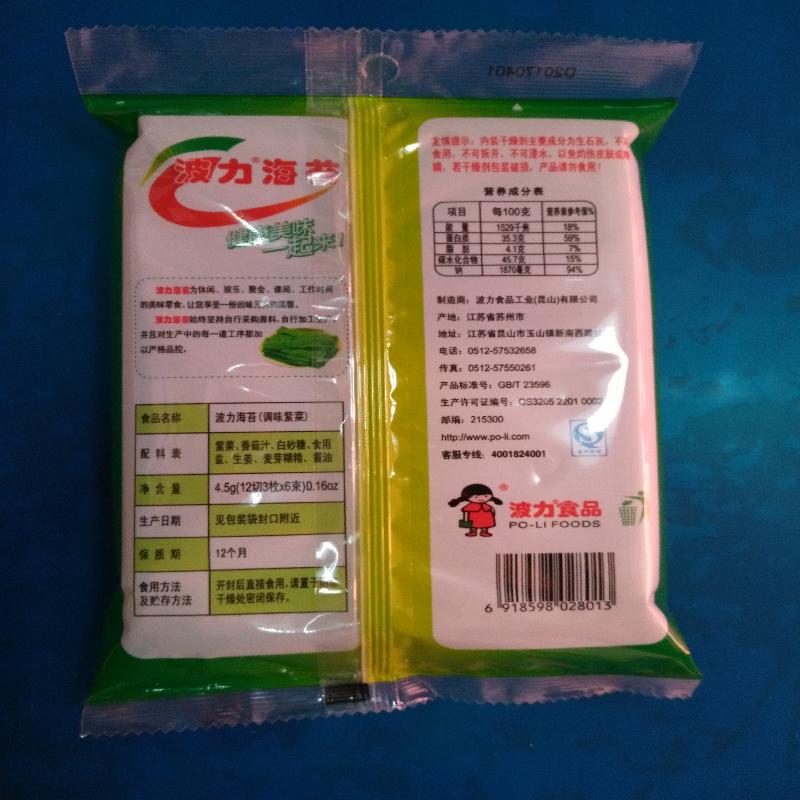 D20170401
波力®海苔
健康美味
一起来!
波力海苔为休闲、娱乐、聚会、课间、工作时间
的美味零食,让您享受一份回味
波力海苔始终坚持自行采购原料,自行加工生产,
并且对生产中的每一道工序都加
以严格品控。
食品名称 波力海苔(调味紫菜)
配料表 紫菜、香菇汁、白砂糖、食用
盐、生姜、麦芽糊精、酱油
净含量 4.5g(12切3枚x6束)0.16oz
生产日期 见包装袋封口附近
保质期 12个月
食用方法
及贮存方法
开封后直接食用,请置于阴凉
干燥处密闭保存。
友情提示:内装干燥剂主要成分为生石灰,不
食用,不可拆开,不可浸水,以免灼伤皮肤或
睛,若干燥剂包装破损,产品请勿食用!
营养成分表
项目 每100克 营养素参考值%
能量 1529千焦 18%
蛋白质 35.3克 59%
脂肪 4.1克 7%
碳水化合物 45.7克 15%
钠 1870毫克 94%
制造商:波力食品工业(昆山)有限公司
产地:江苏省苏州市
地址:江苏省昆山市玉山镇新南西路
电话:0512-57532658
传真:0512-57550261
产品标准号:GB/T 23596
生产许可证编号:QS3205 2201 0002
邮编:215300
http://www.po-li.com
客服专线:4001824001
波力®食品
PO-LI FOODS
6 918598 028013